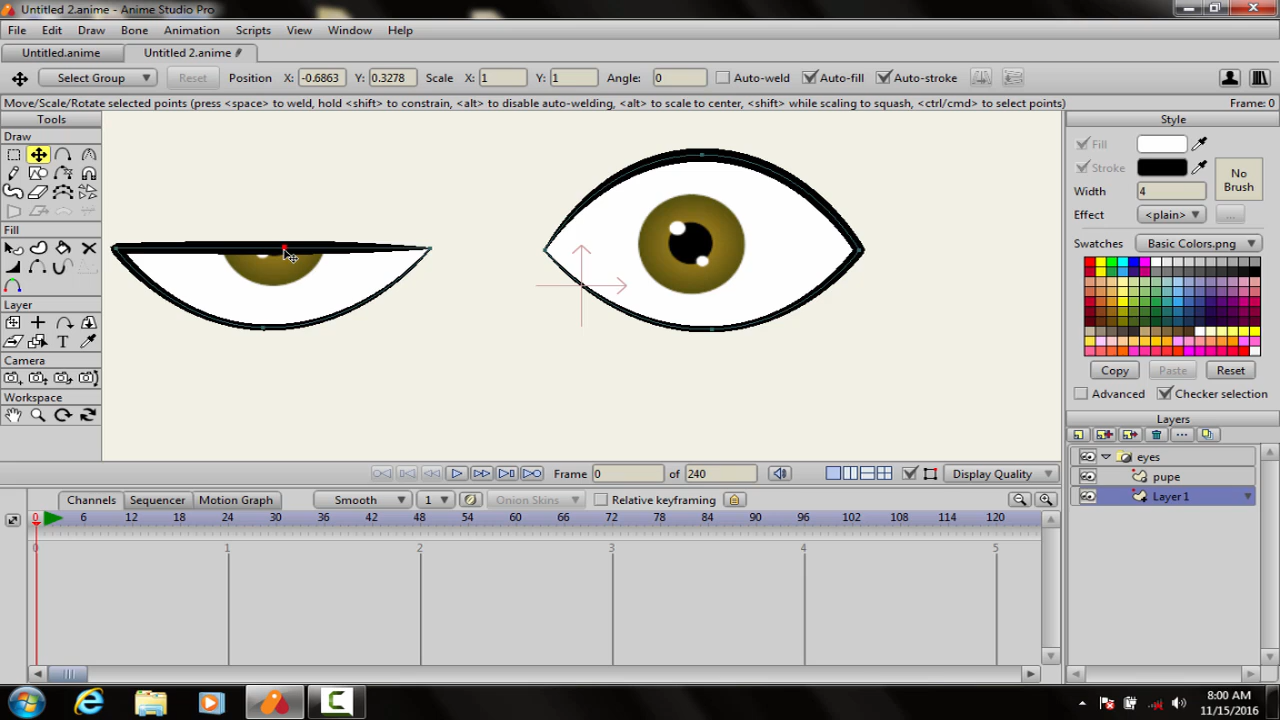 Untitled 2.anime * - Anime Studio Pro
File Edit Draw Bone Animation Scripts View Window Help
Untitled.anime Untitled 2.anime
Select Group Reset Position X: -0.6863 Y: 0.3278 Scale X: 1 Y: 1 Angle: 0 Auto-weld Auto-fill Auto-stroke
Move/Scale/Rotate selected points (press <space> to weld, hold <shift> to constrain, <alt> to disable auto-welding, <alt> to scale to center, <shift> while scaling to squash, <ctrl/cmd> to select points) Frame: 0
Tools
Draw
Fill
Layer
Camera
Workspace
Style
Fill
Stroke
No Brush
Width 4
Effect <plain> ...
Swatches Basic Colors.png
Copy Paste Reset
Advanced Checker selection
Layers
eyes
pupe
Layer 1
Frame 0 of 240 Display Quality
Channels Sequencer Motion Graph Smooth 1 Onion Skins Relative keyframing
0 6 12 18 24 30 36 42 48 54 60 66 72 78 84 90 96 102 108 114 120
0 1 2 3 4 5
8:00 AM
11/15/2016